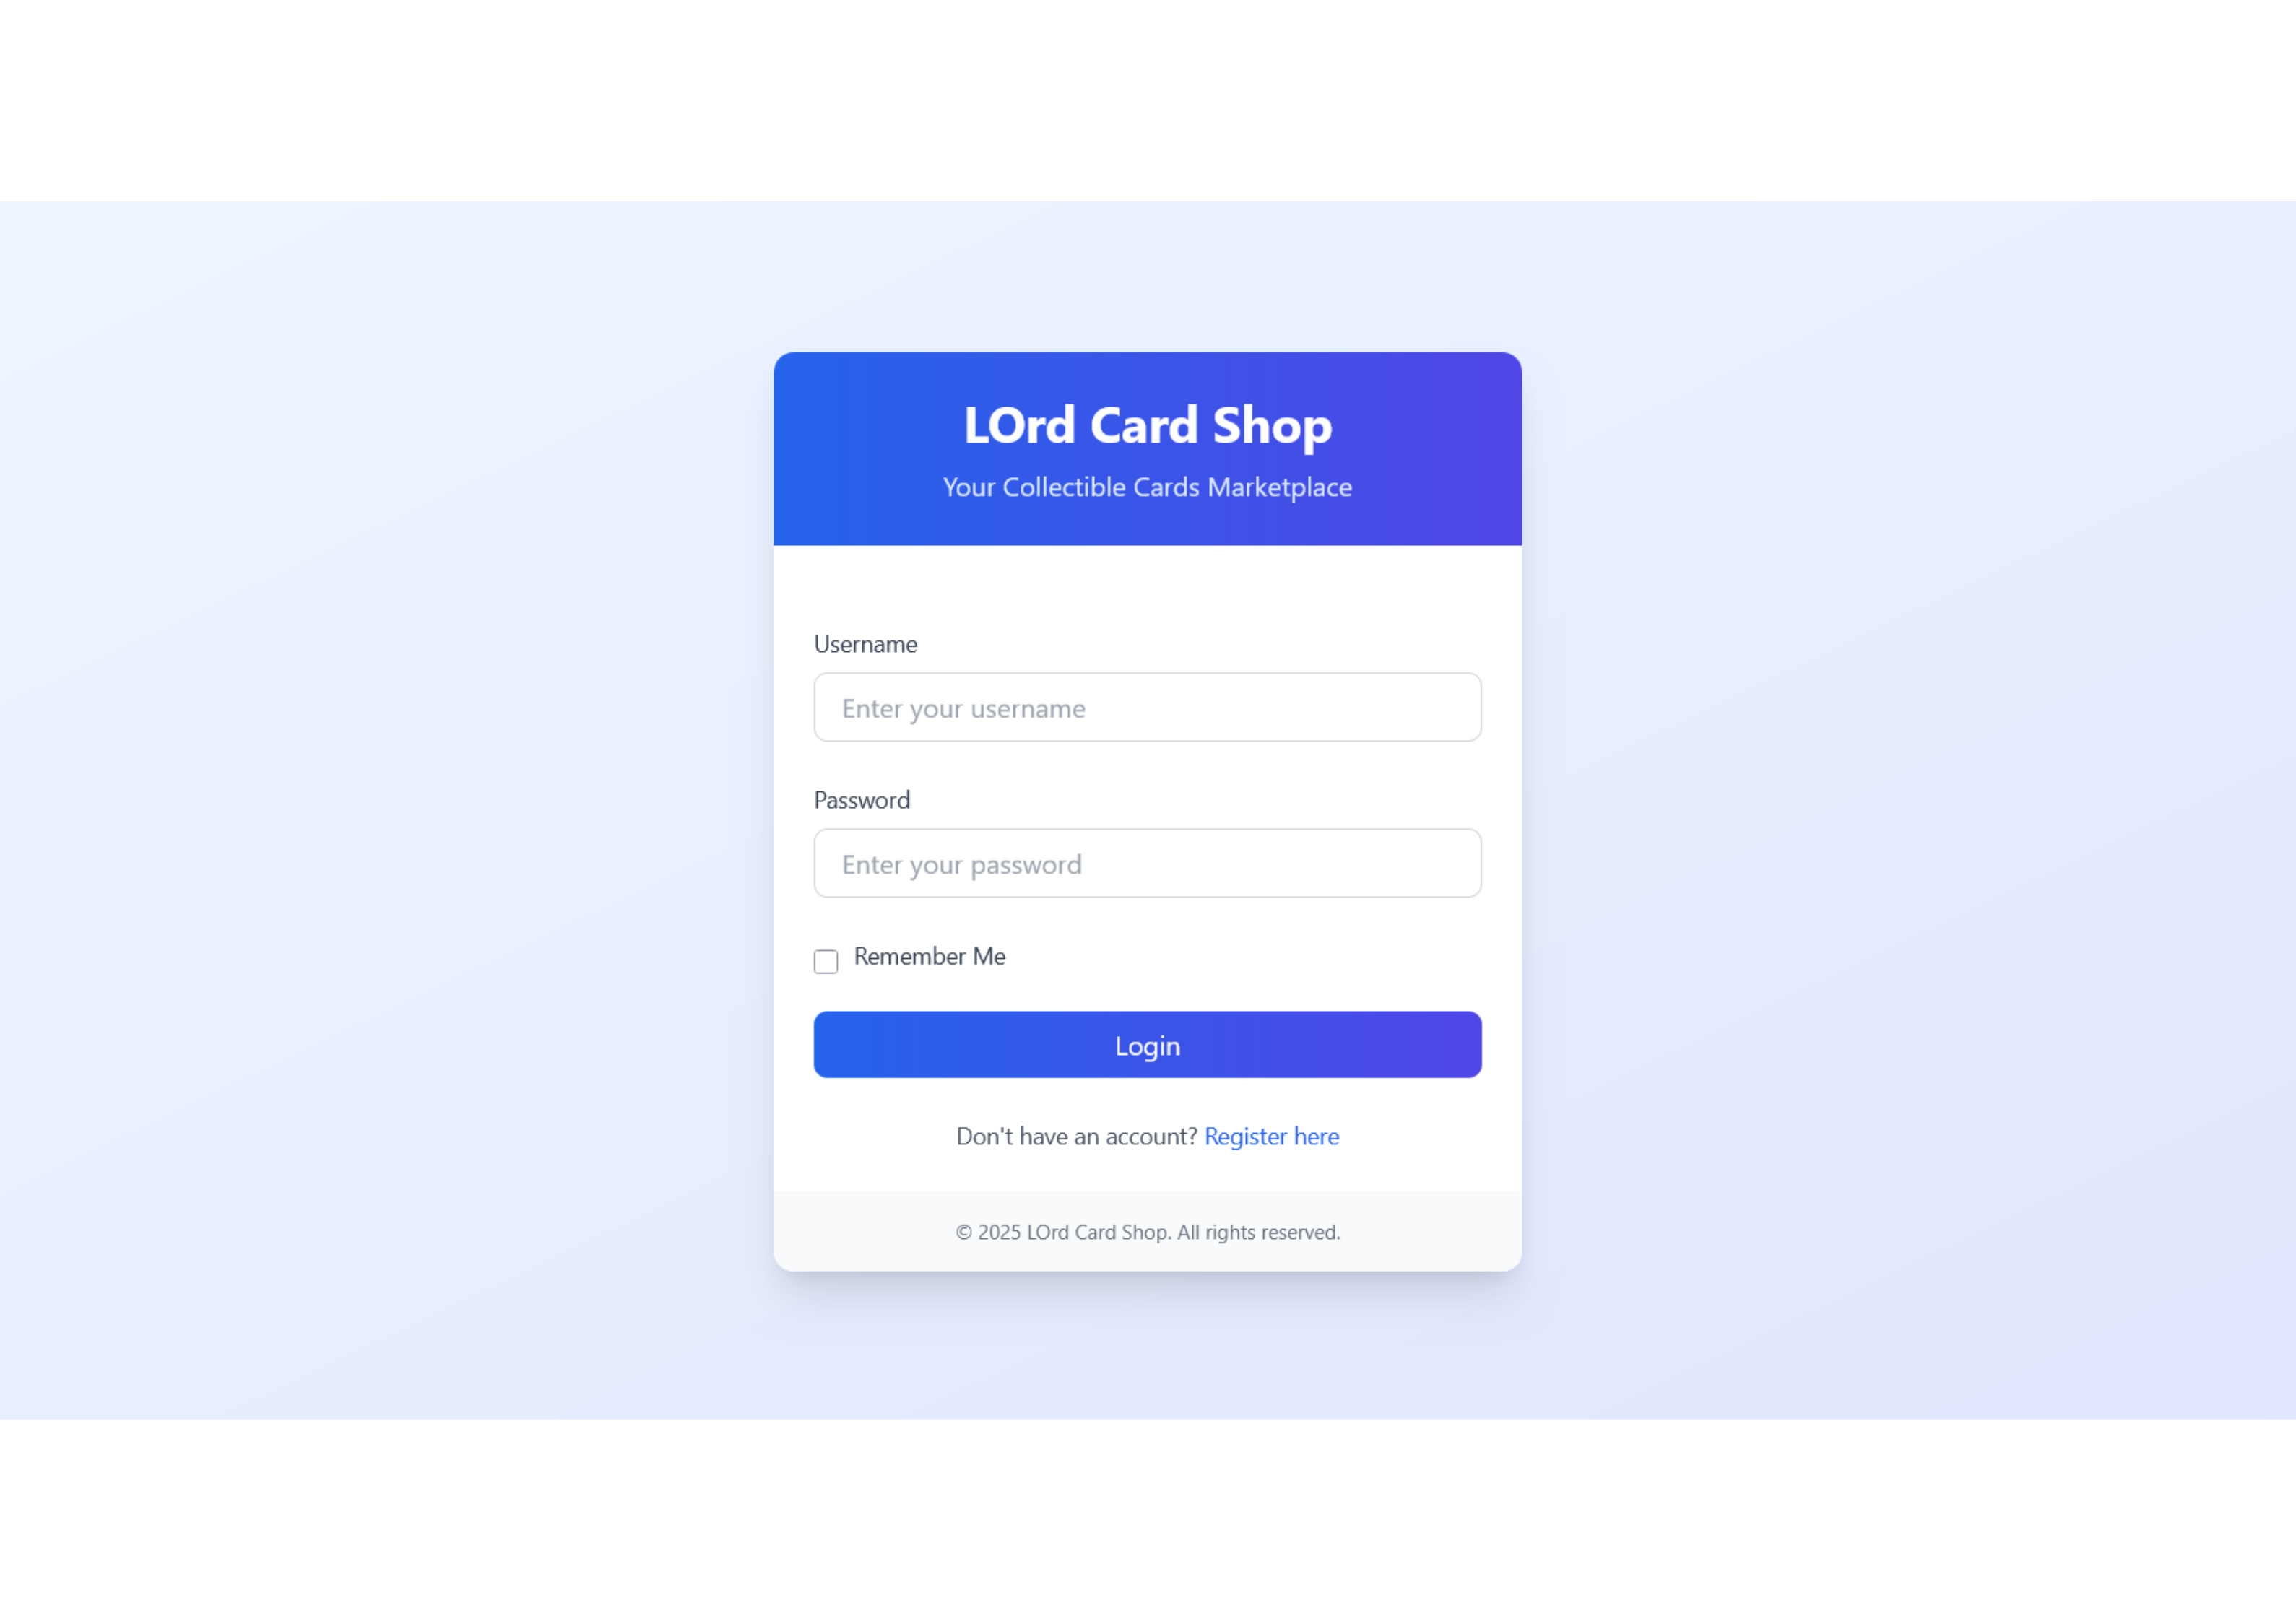 LOrd Card Shop
Your Collectible Cards Marketplace
Username
Enter your username
Password
Enter your password
Remember Me
Login
Don't have an account? Register here
© 2025 LOrd Card Shop. All rights reserved.